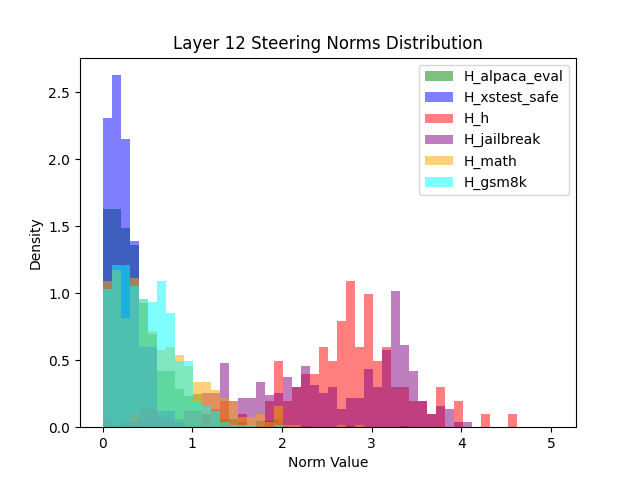 Layer 12 Steering Norms Distribution
H_alpaca_eval
H_xstest_safe
H_h
H_jailbreak
H_math
H_gsm8k
Density
2.5
2.0
1.5
1.0
0.5
0.0
0 1 2 3 4 5
Norm Value